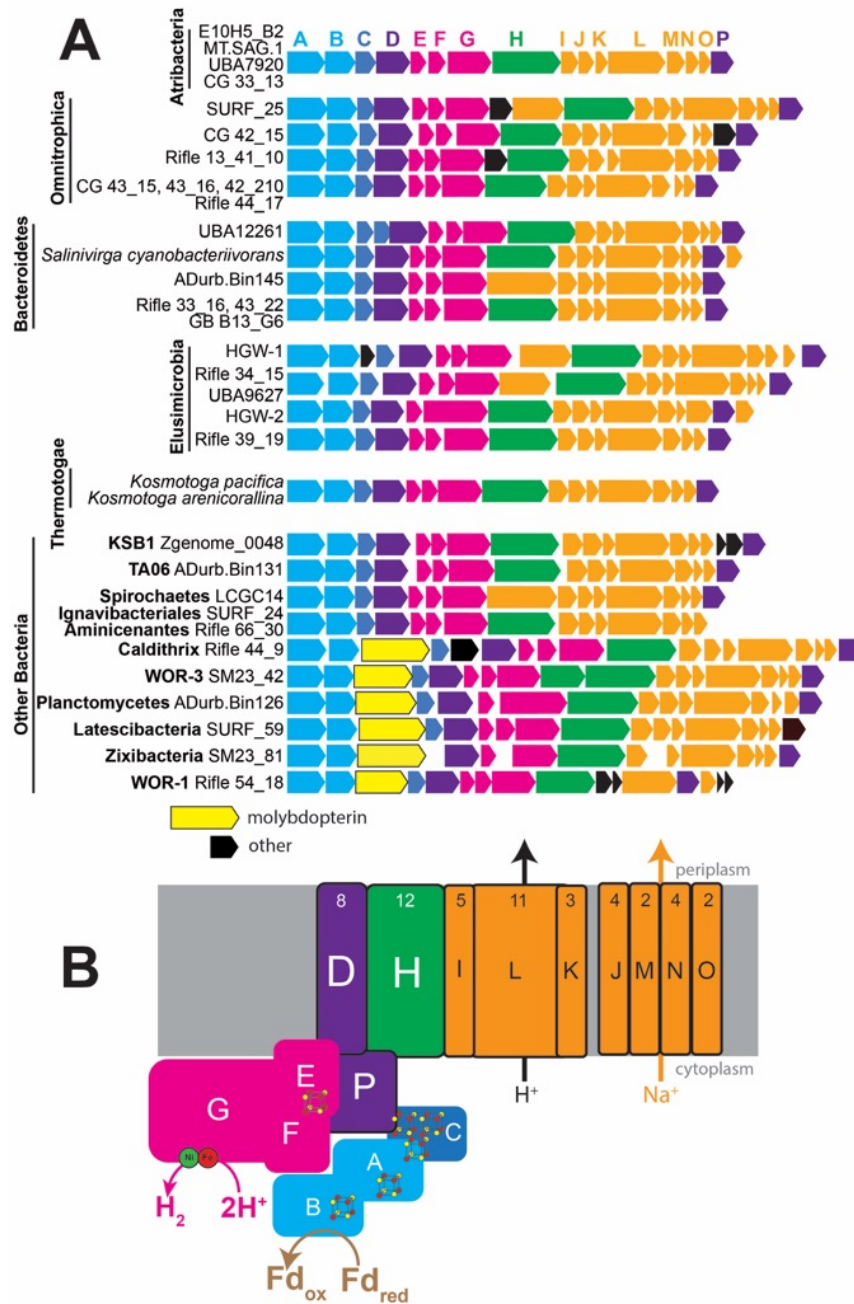 A
Atribacteria
E10H5_B2
MT.SAG.1
UBA7920
CG 33_13
A B C D E F G H I J K L M N O P
Omnitrophica
SURF_25
CG 42_15
Rifle 13_41_10
CG 43_15, 43_16, 42_210
Rifle 44_17
Bacteroidetes
UBA12261
Salinivirga cyanobacteriivorans
ADurb.Bin145
Rifle 33_16, 43_22
GB B13_G6
Elusimicrobia
HGW-1
Rifle 34_15
UBA9627
HGW-2
Rifle 39_19
Thermotogae
Kosmotoga pacifica
Kosmotoga arenicorallina
Other Bacteria
KSB1 Zgenome_0048
TA06 ADurb.Bin131
Spirochaetes LCGC14
Ignavibacteriales SURF_24
Aminicenantes Rifle 66_30
Caldithrix Rifle 44_9
WOR-3 SM23_42
Planctomycetes ADurb.Bin126
Latescibacteria SURF_59
Zixibacteria SM23_81
WOR-1 Rifle 54_18
molybdopterin
other
B
periplasm
8 12 5 11 3 4 2 4 2
D H I L K J M N O
cytoplasm
H+ Na+
E P
G
F
C
A
B
Ni Fe
H2 2H+
Fdox Fdred